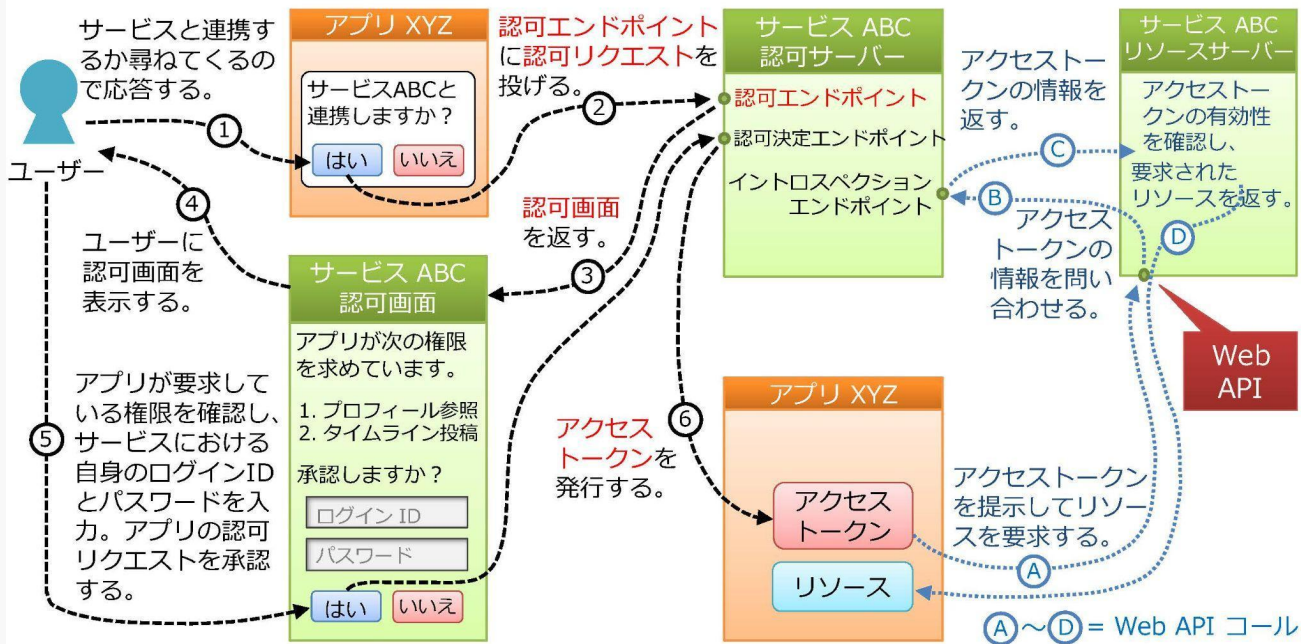 サービスと連携す
るか尋ねてくるの
で応答する。
ユーザー
①
アプリ XYZ
サービスABCと
連携しますか？
はい
いいえ
認可エンドポイント
に認可リクエストを
投げる。
②
サービス ABC
認可サーバー
認可エンドポイント
認可決定エンドポイント
イントロスペクション
エンドポイント
認可画面
を返す。
③
④
ユーザーに
認可画面を
表示する。
サービス ABC
認可画面
アプリが次の権限
を求めています。
1. プロフィール参照
2. タイムライン投稿
承認しますか？
ログイン ID
パスワード
はい
いいえ
⑤
アプリが要求して
いる権限を確認し、
サービスにおける
自身のログインID
とパスワードを入
力。アプリの認可
リクエストを承認
する。
アクセス
トークンを
発行する。
⑥
アプリ XYZ
アクセス
トークン
リソース
アクセストークン
を提示してリソー
スを要求する。
Ⓐ
アクセス
トークンの
情報を問い
合わせる。
Ⓑ
アクセストー
クンの情報を
返す。
Ⓒ
サービス ABC
リソースサーバー
アクセストー
クンの有効性
を確認し、
要求された
リソースを返す。
Ⓓ
Web
API
Ⓐ～Ⓓ = Web API コール